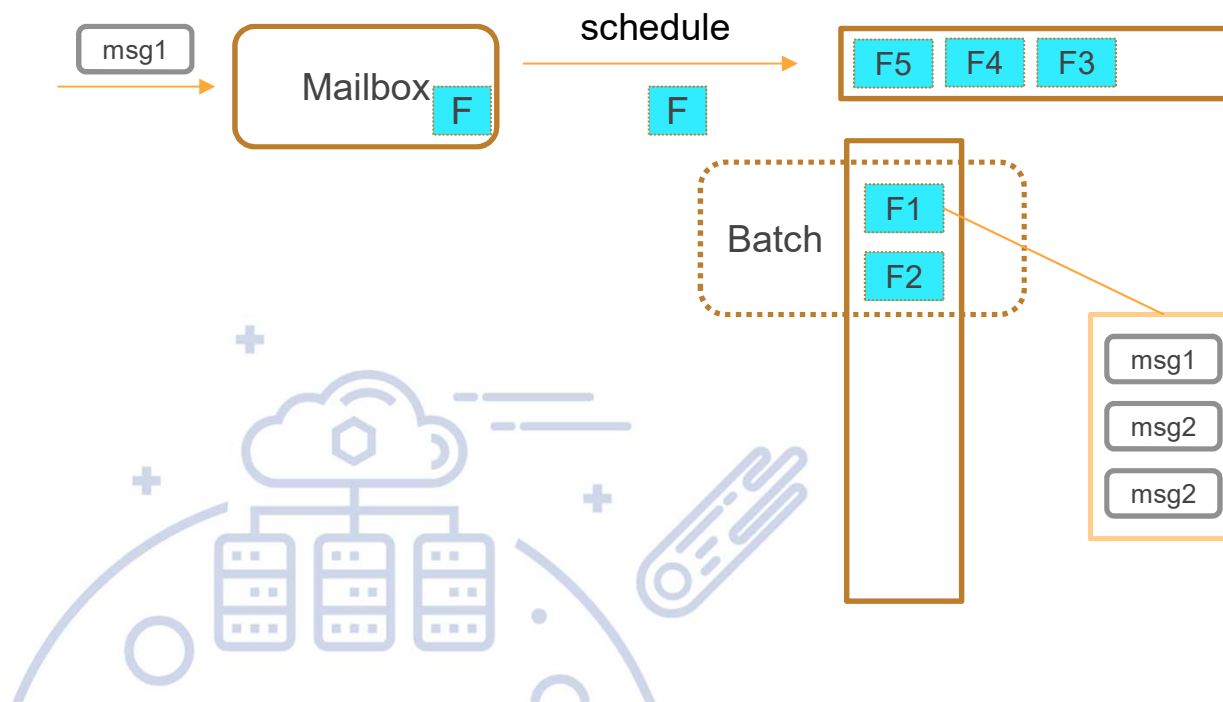 msg1
Mailbox
F
schedule
F
F5 F4 F3
Batch
F1
F2
msg1
msg2
msg2